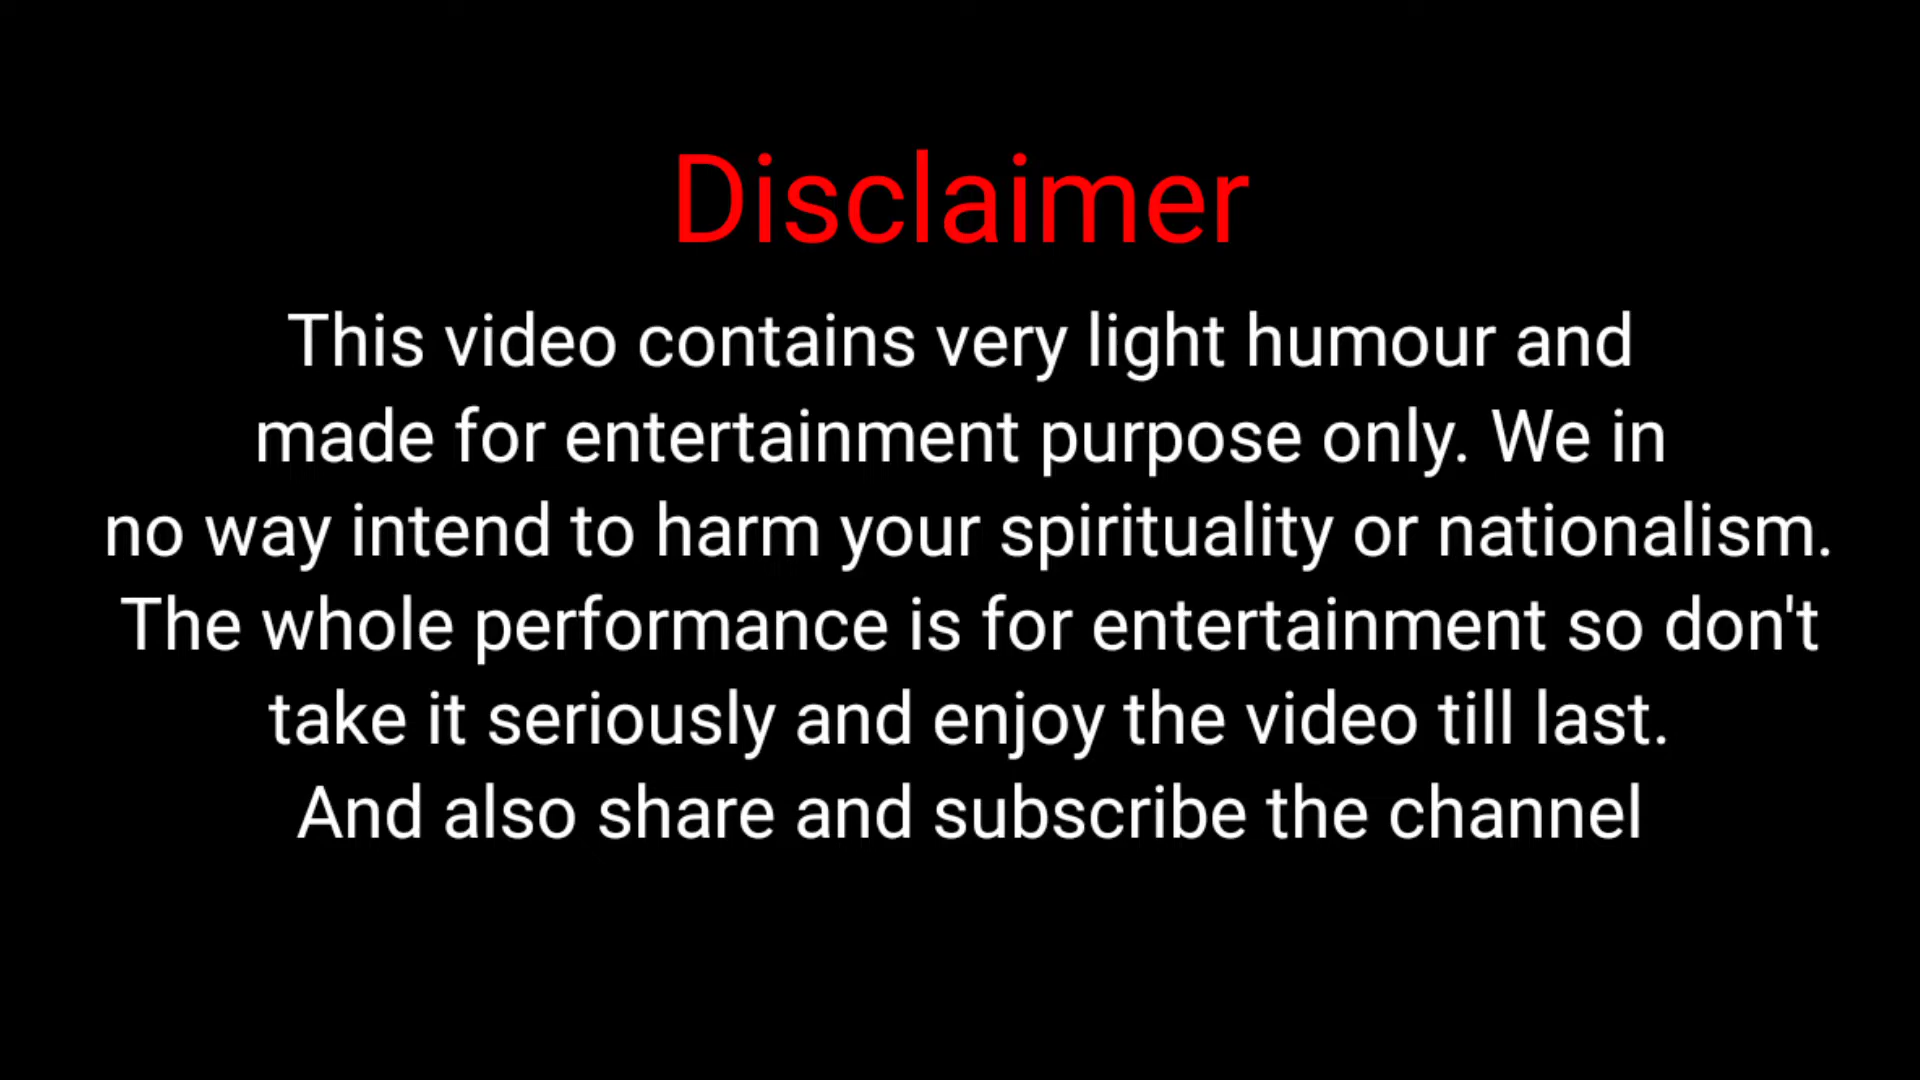 Disclaimer
This video contains very light humour and
made for entertainment purpose only. We in
no way intend to harm your spirituality or nationalism.
The whole performance is for entertainment so don't
take it seriously and enjoy the video till last.
And also share and subscribe the channel